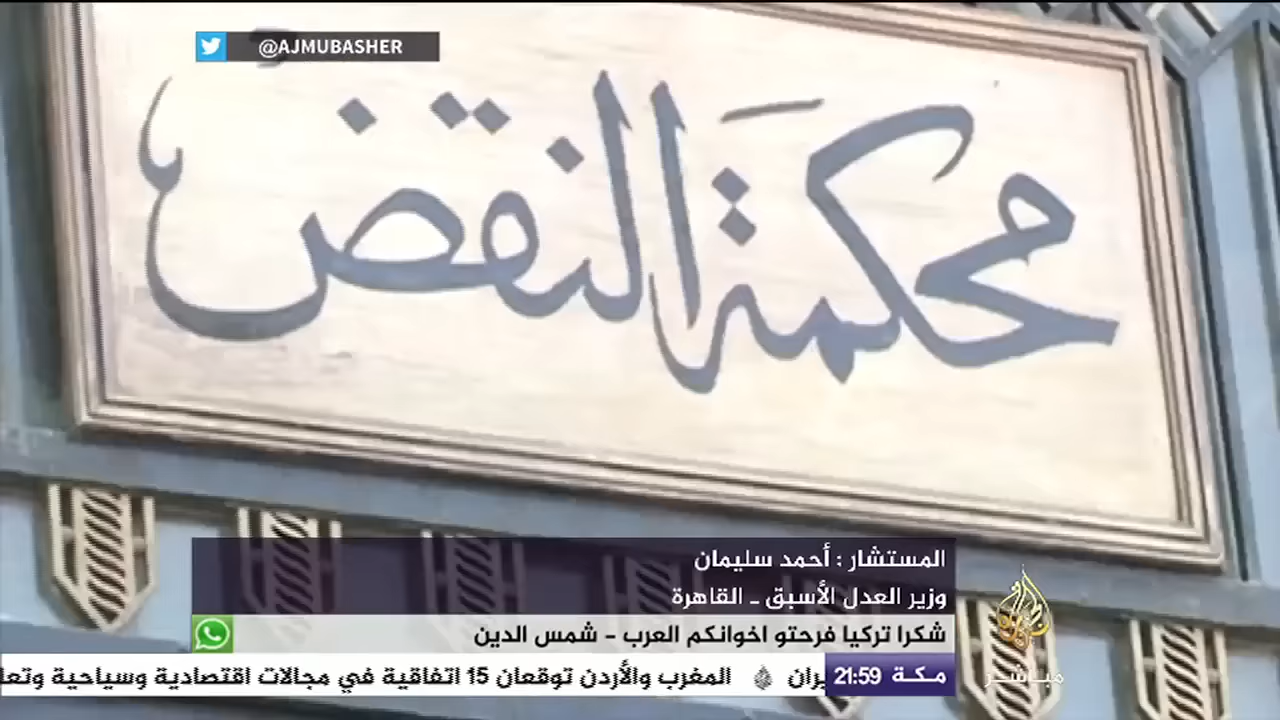 @AJMUBASHER
محكمة النقض
المستشار : أحمد سليمان
وزير العدل الأسبق - القاهرة
شكرا تركيا فرحتو اخوانكم العرب - شمس الدين
مكة 21:59
المغرب والأردن توقعان 15 اتفاقية في مجالات اقتصادية وسياحية
الجزيرة
مباشر